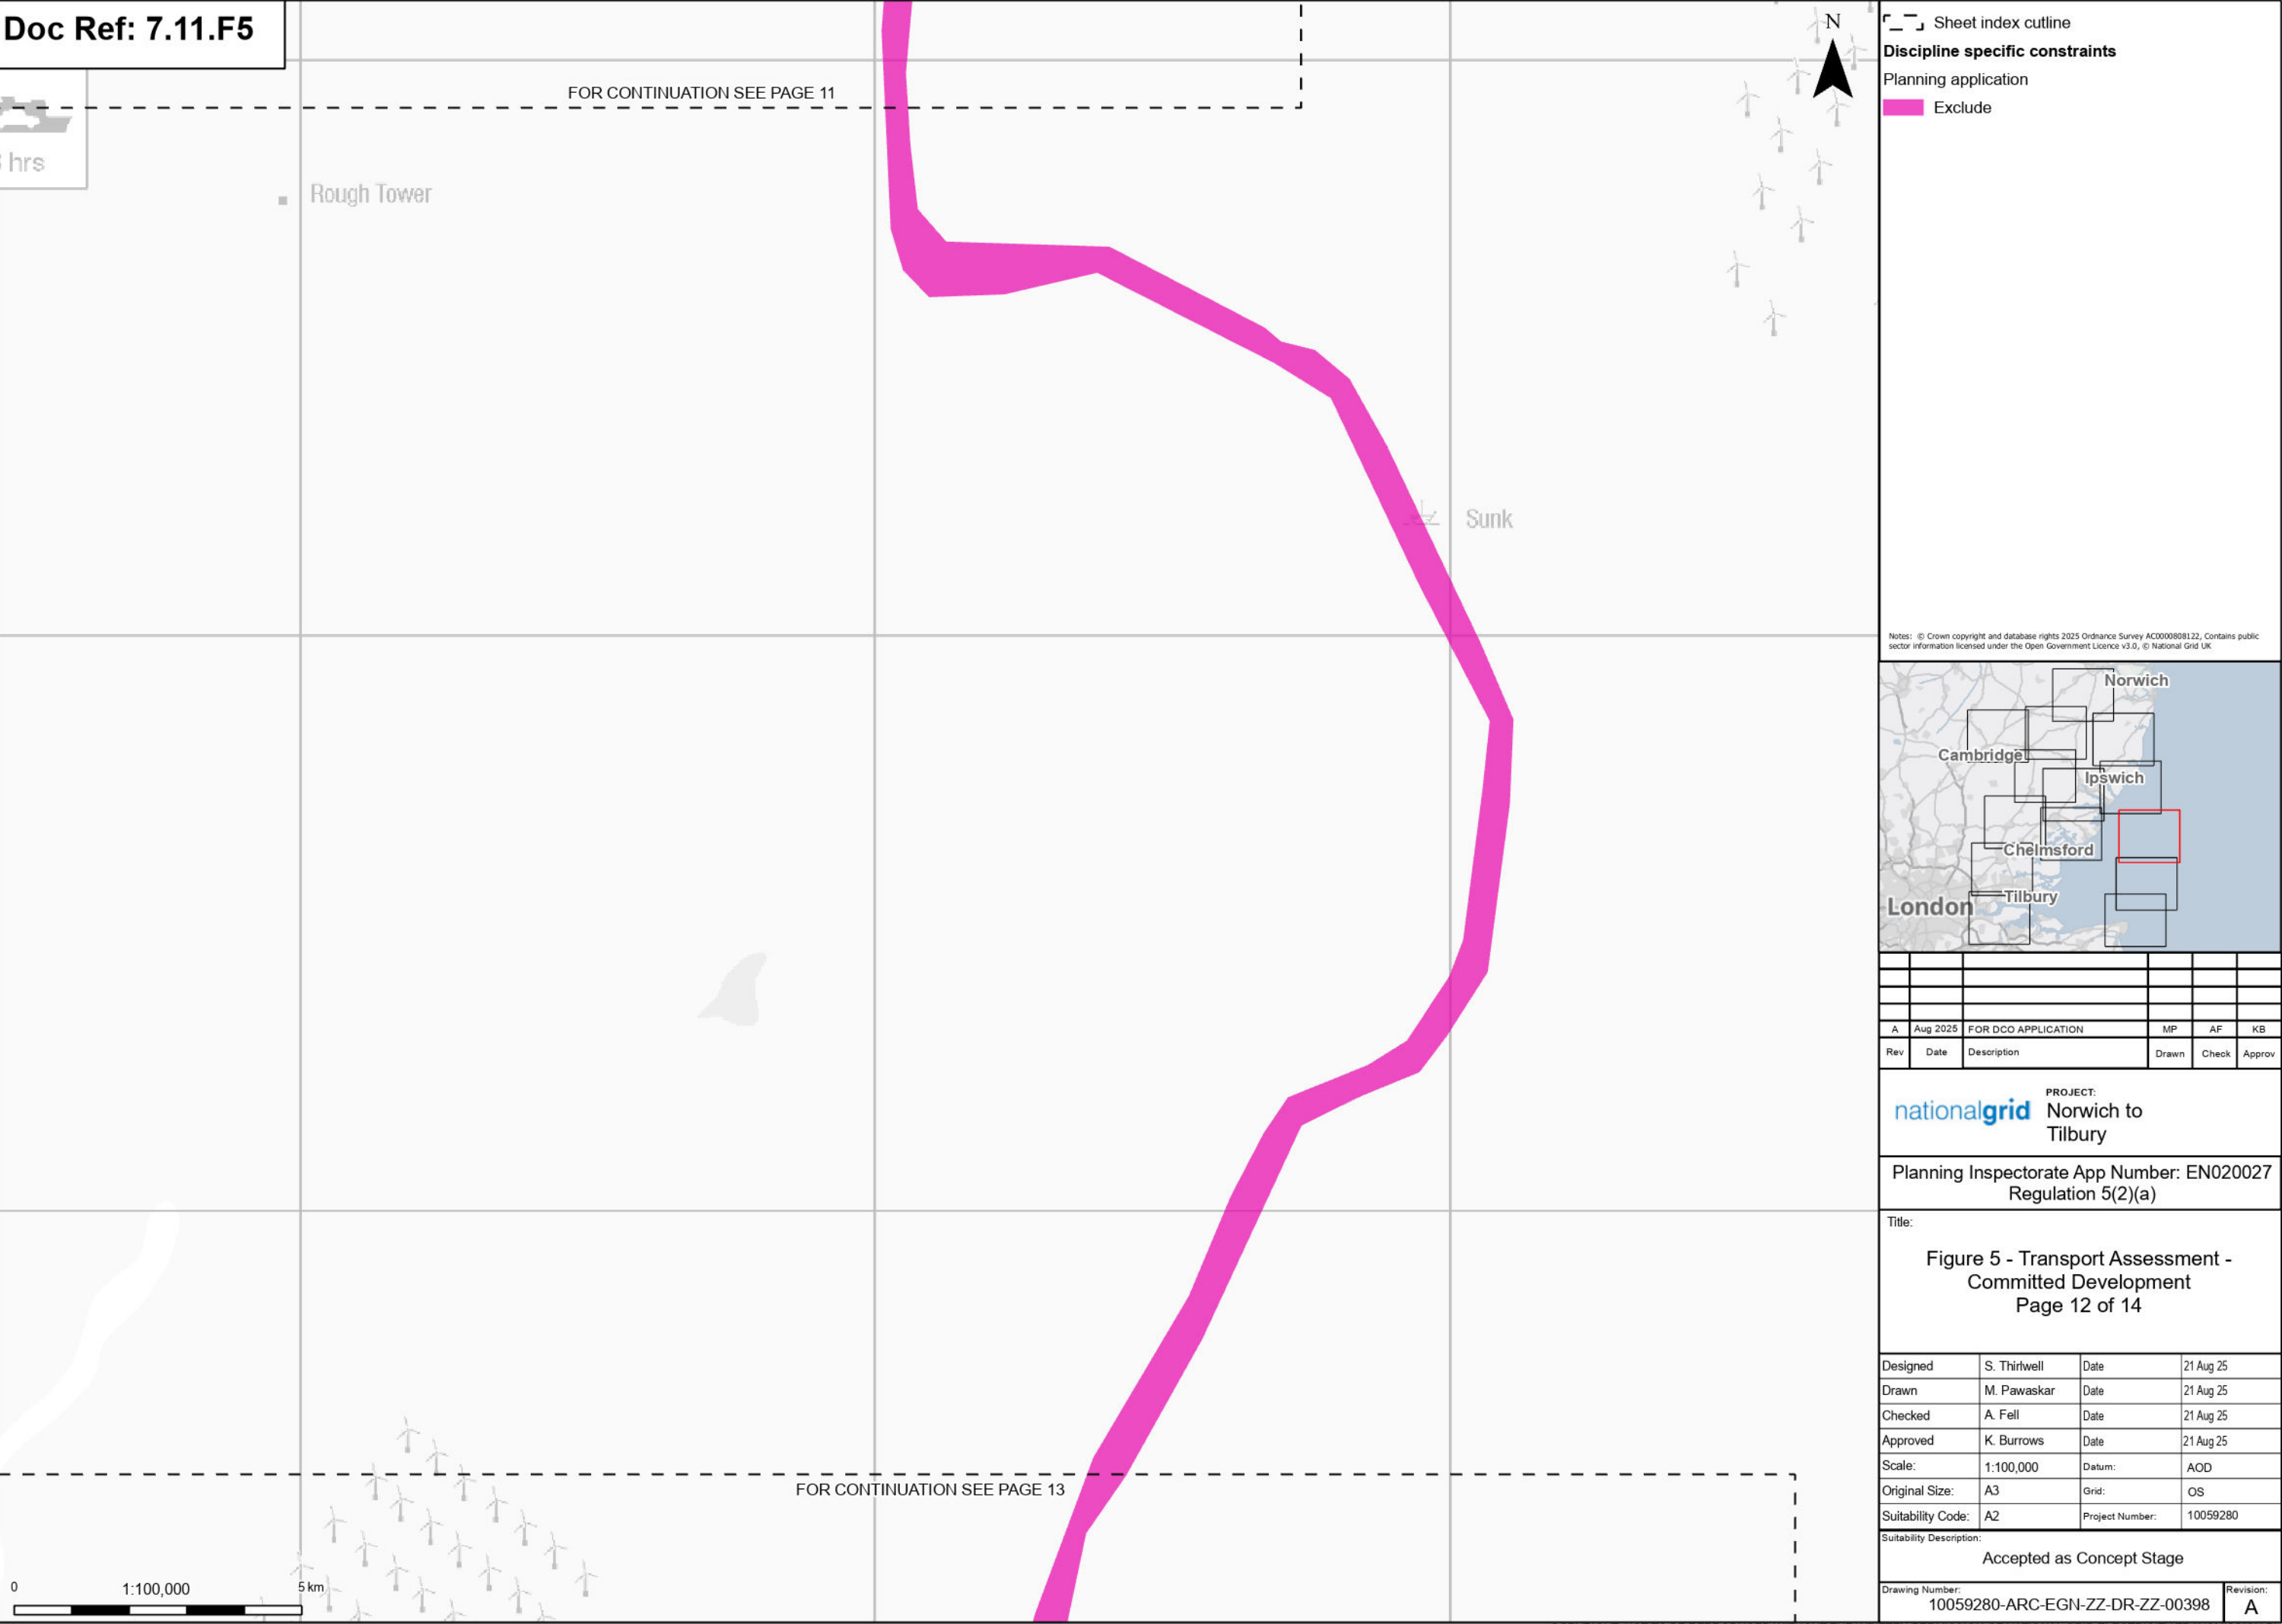 Doc Ref: 7.11.F5
FOR CONTINUATION SEE PAGE 11
hrs
Rough Tower
Sunk
FOR CONTINUATION SEE PAGE 13
0 1:100,000 5 km
N
Sheet index cutline
Discipline specific constraints
Planning application
Exclude
Notes: © Crown copyright and database rights 2025 Ordnance Survey AC0000808122, Contains public
sector information licensed under the Open Government Licence v3.0, © National Grid UK
Norwich
Cambridge
Ipswich
Chelmsford
Tilbury
London
A Aug 2025 FOR DCO APPLICATION MP AF KB
Rev Date Description Drawn Check Approv
nationalgrid
PROJECT:
Norwich to
Tilbury
Planning Inspectorate App Number: EN020027
Regulation 5(2)(a)
Title:
Figure 5 - Transport Assessment -
Committed Development
Page 12 of 14
Designed S. Thirlwell Date 21 Aug 25
Drawn M. Pawaskar Date 21 Aug 25
Checked A. Fell Date 21 Aug 25
Approved K. Burrows Date 21 Aug 25
Scale: 1:100,000 Datum: AOD
Original Size: A3 Grid: OS
Suitability Code: A2 Project Number: 10059280
Suitability Description:
Accepted as Concept Stage
Drawing Number: Revision:
10059280-ARC-EGN-ZZ-DR-ZZ-00398 A